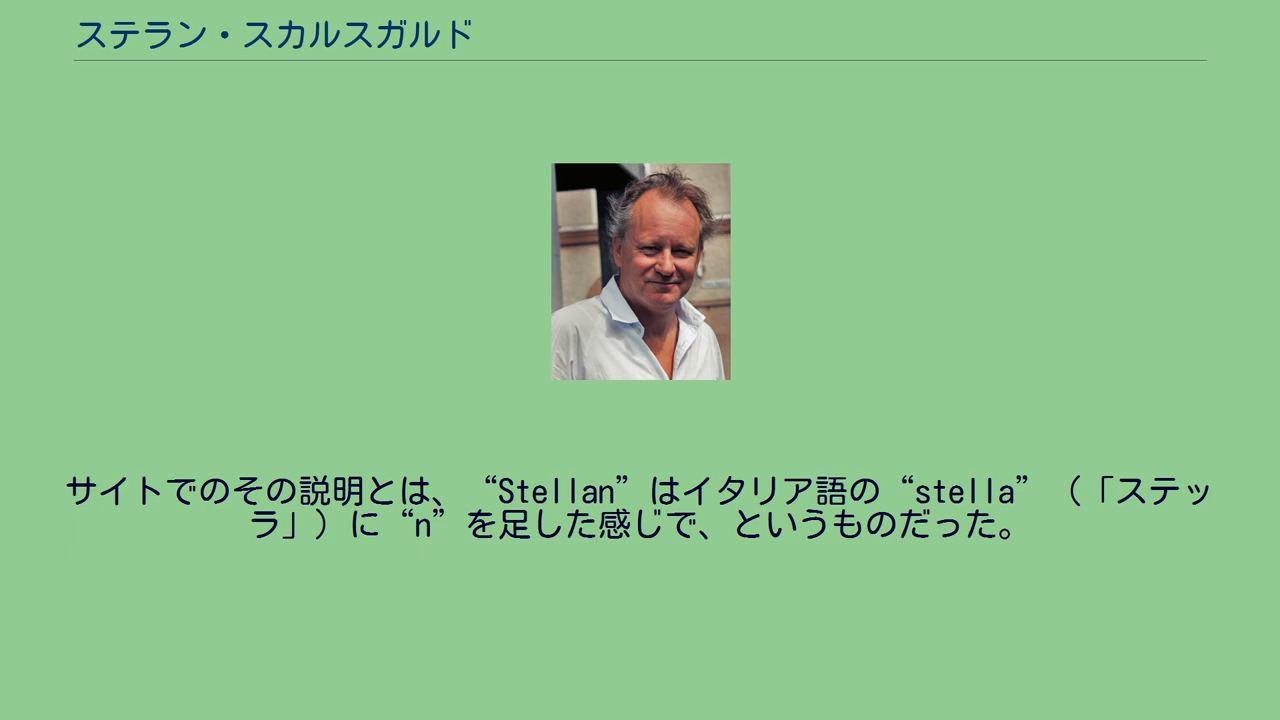 ステラン・スカルスガルド
サイトでのその説明とは、“Stellan”はイタリア語の“stella”（「ステッ
ラ」）に“n”を足した感じで、というものだった。